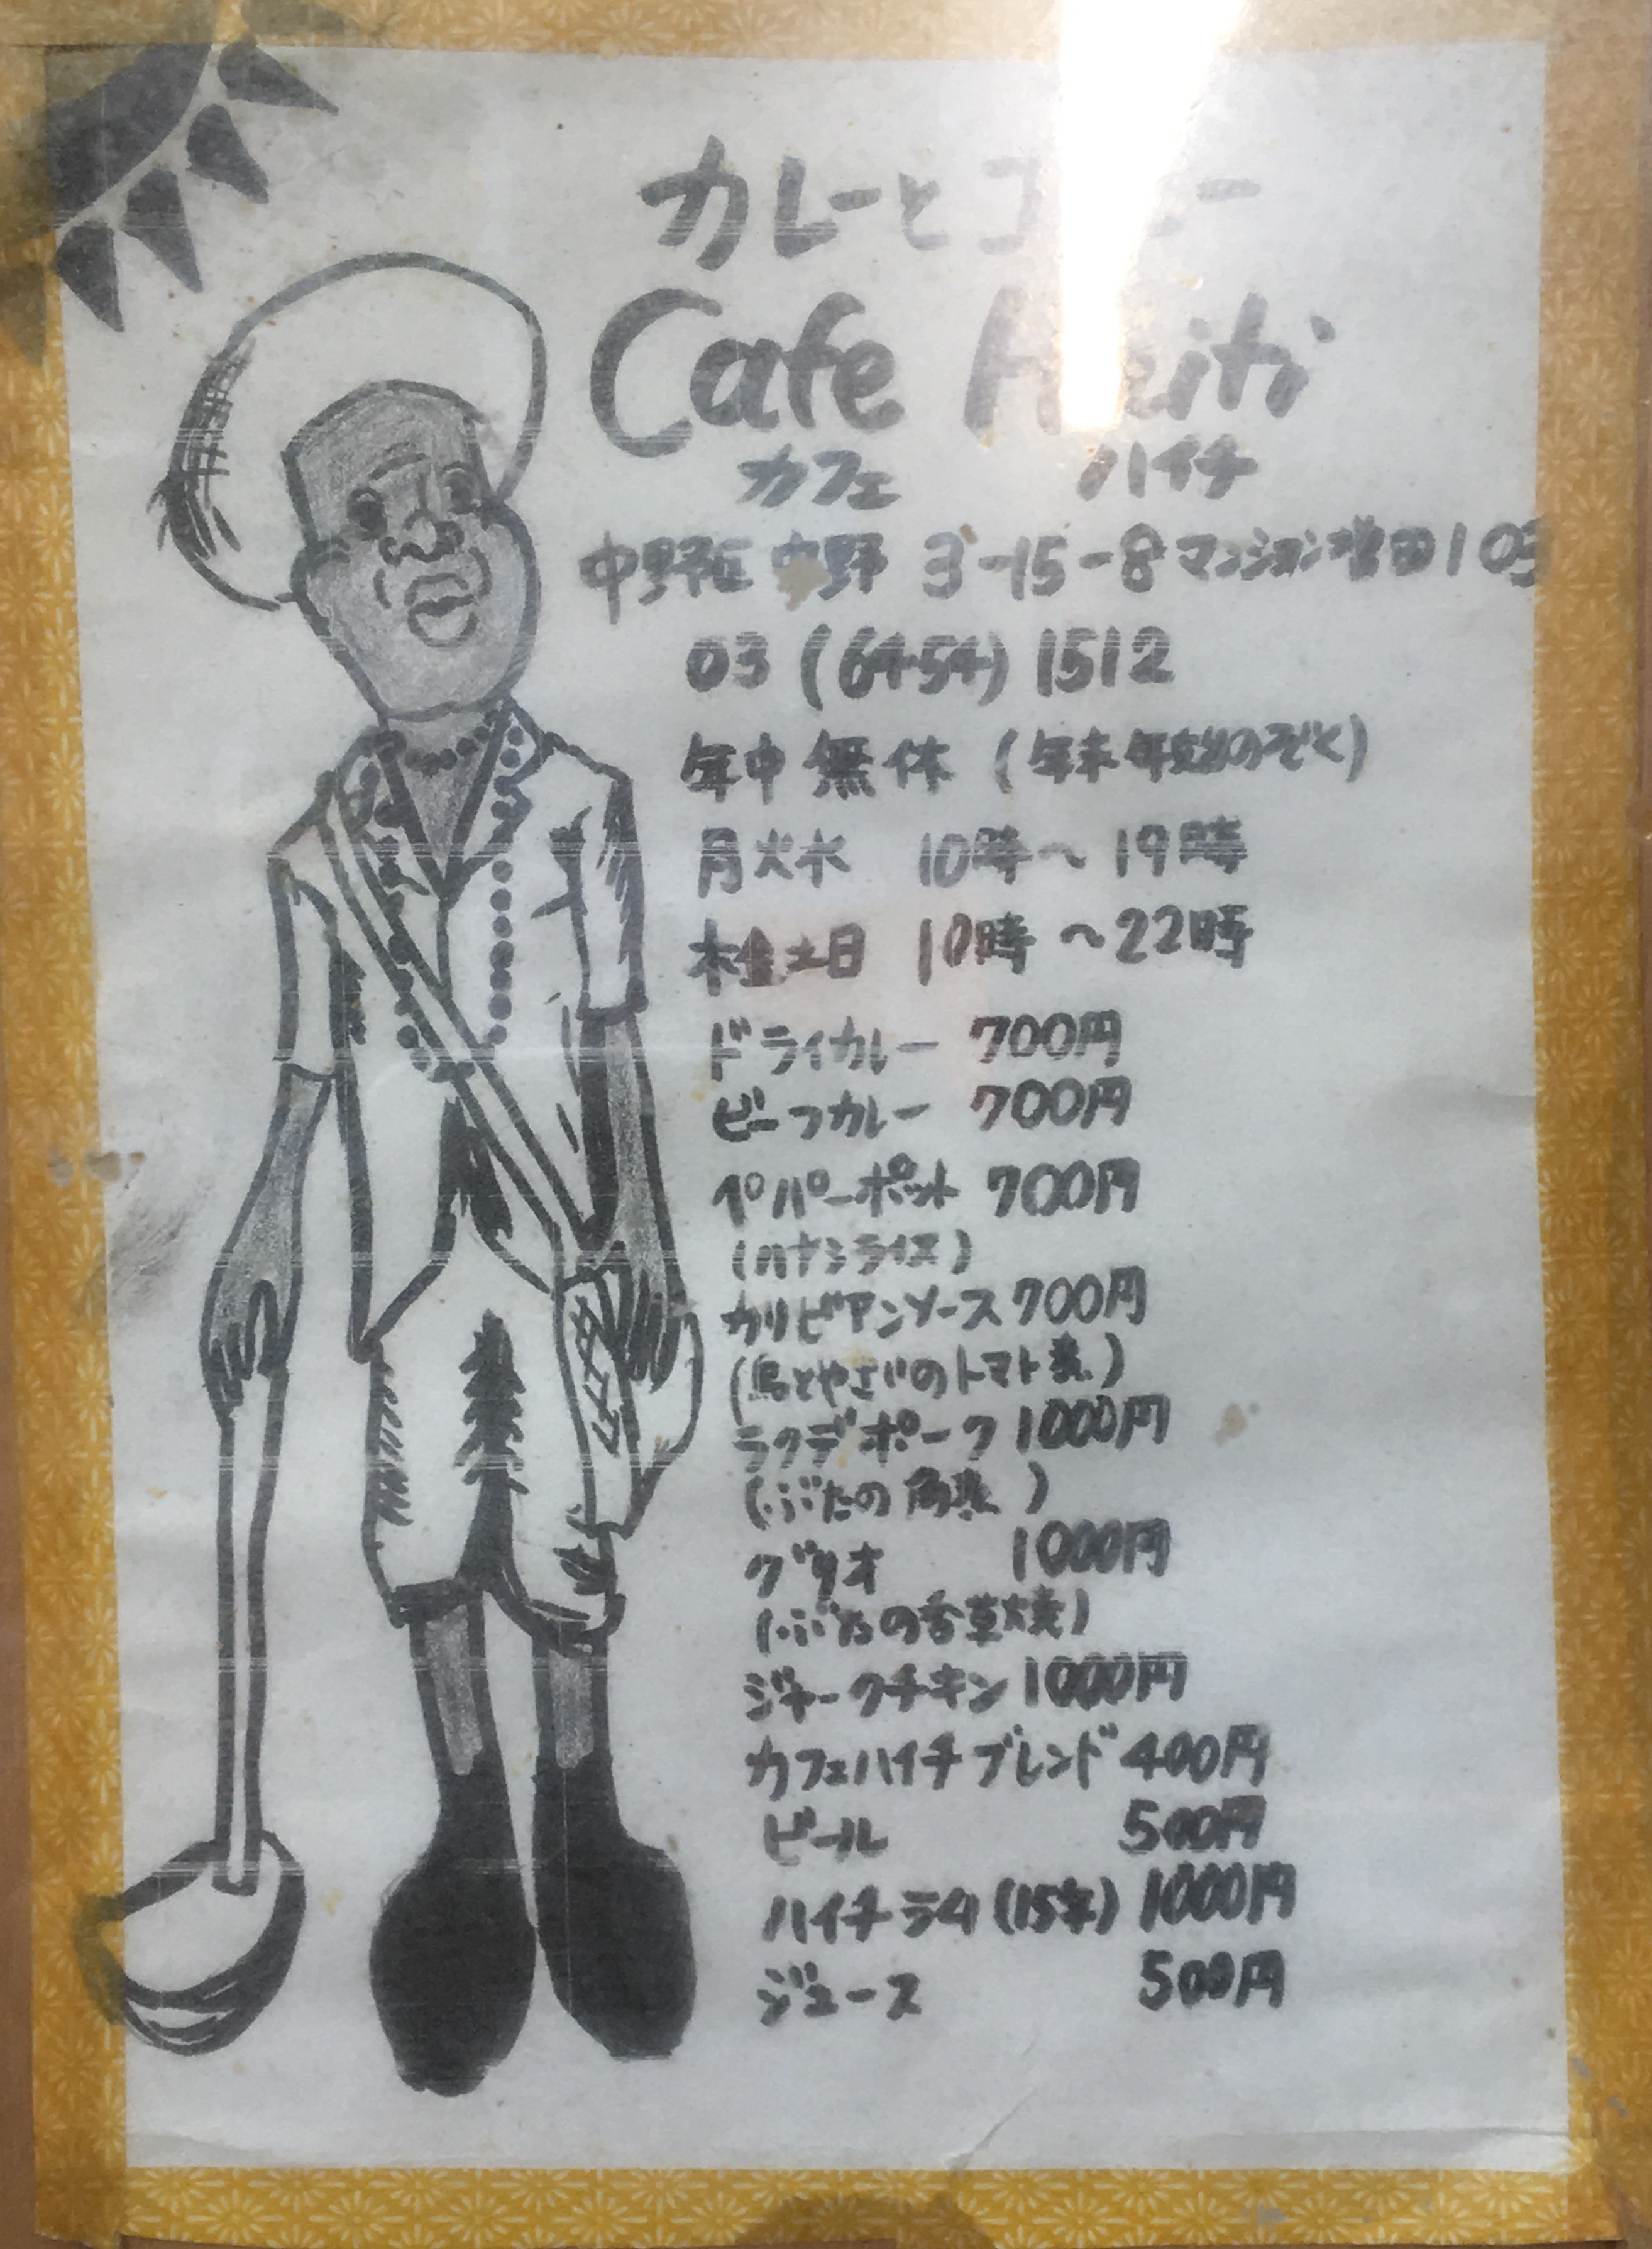 カレーとコーヒー
Cafe Haiti
カフェ ハイチ
中野区 中野 3-15-8 マンション増田103
03 (6454) 1512
年中無休 (年末年始のぞく)
月火水 10時〜19時
木金土日 10時〜22時
ドライカレー 700円
ビーフカレー 700円
ペパーポット 700円
(ハヤシライス)
カリビアンソース 700円
(鳥とやさいのトマト煮)
ラクデポーク 1000円
(ぶたの角煮)
グリオ 1000円
(ぶたの香草焼)
ジャークチキン 1000円
カフェハイチブレンド 400円
ビール 500円
ハイチラム(15年) 1000円
ジュース 500円